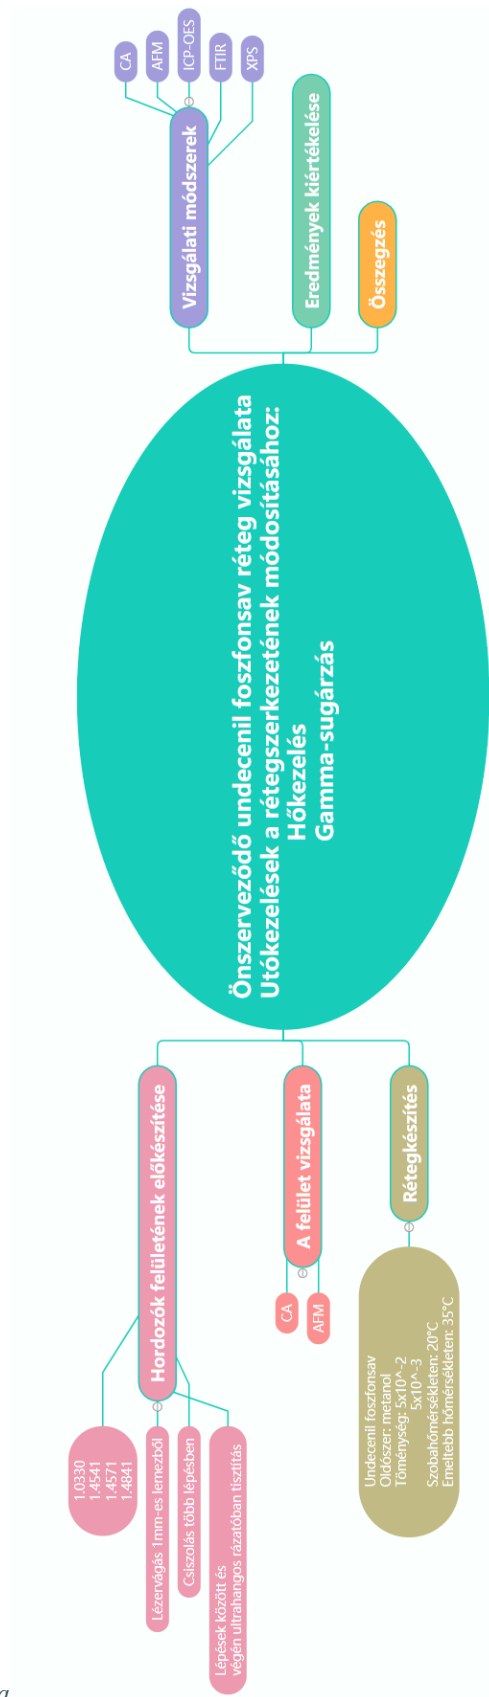 Önszerveződő undecenil foszfonsav réteg vizsgálata
Utókezelések a rétegszerkezetének módosításához:
Hőkezelés
Gamma-sugárzás
Hordozók felületének előkészítése
1.0330
1.4541
1.4571
1.4841
Lézervágás 1mm-es lemezből
Csiszolás több lépésben
Lépések között és
végén ultrahangos rázatóban tisztítás
A felület vizsgálata
CA
AFM
Rétegkészítés
Undecenil foszfonsav
Oldószer: metanol
Töménység: 5x10^-2
5x10^-3
Szobahőmérsékleten: 20°C
Emeltebb hőmérsékleten: 35°C
Vizsgálati módszerek
CA
AFM
ICP-OES
FTIR
XPS
Eredmények kiértékelése
Összegzés
a